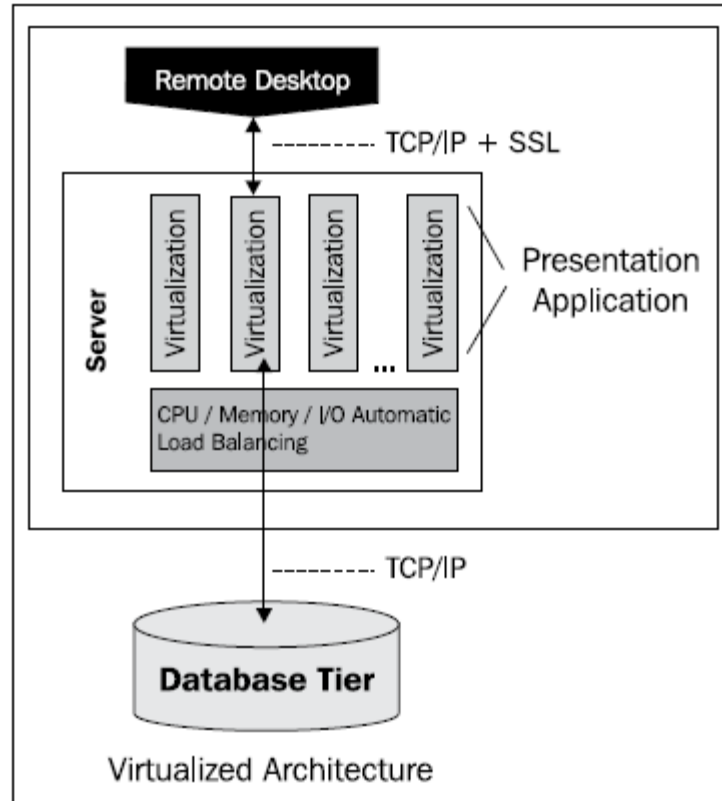 Remote Desktop
TCP/IP + SSL
Server
Virtualization
Virtualization
Virtualization
...
Virtualization
Presentation
Application
CPU / Memory / I/O Automatic
Load Balancing
TCP/IP
Database Tier
Virtualized Architecture